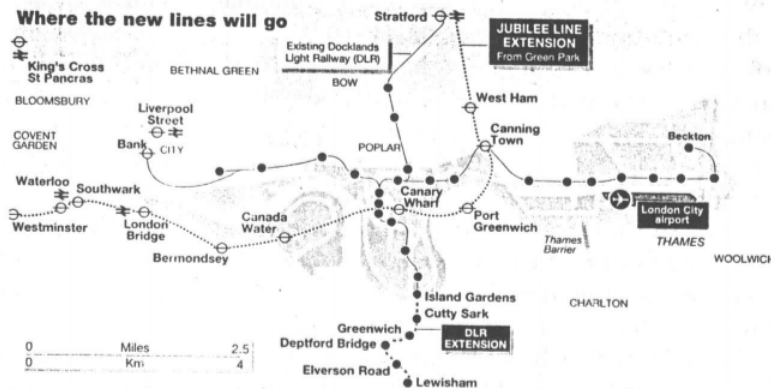 Where the new lines will go
King's Cross
St Pancras
BLOOMSBURY
COVENT
GARDEN
BETHNAL GREEN
Liverpool
Street
Bank
CITY
Existing Docklands
Light Railway (DLR)
BOW
Stratford
JUBILEE LINE
EXTENSION
From Green Park
West Ham
Canning
Town
POPLAR
Beckton
Waterloo
Southwark
Westminster
London
Bridge
Bermondsey
Canada
Water
Canary
Wharf
Port
Greenwich
London City
airport
Thames
Barrier
THAMES
WOOLWICH
CHARLTON
Island Gardens
Cutty Sark
Greenwich
DLR
EXTENSION
Deptford Bridge
Elverson Road
Lewisham
0 Miles 2.5
0 Km 4